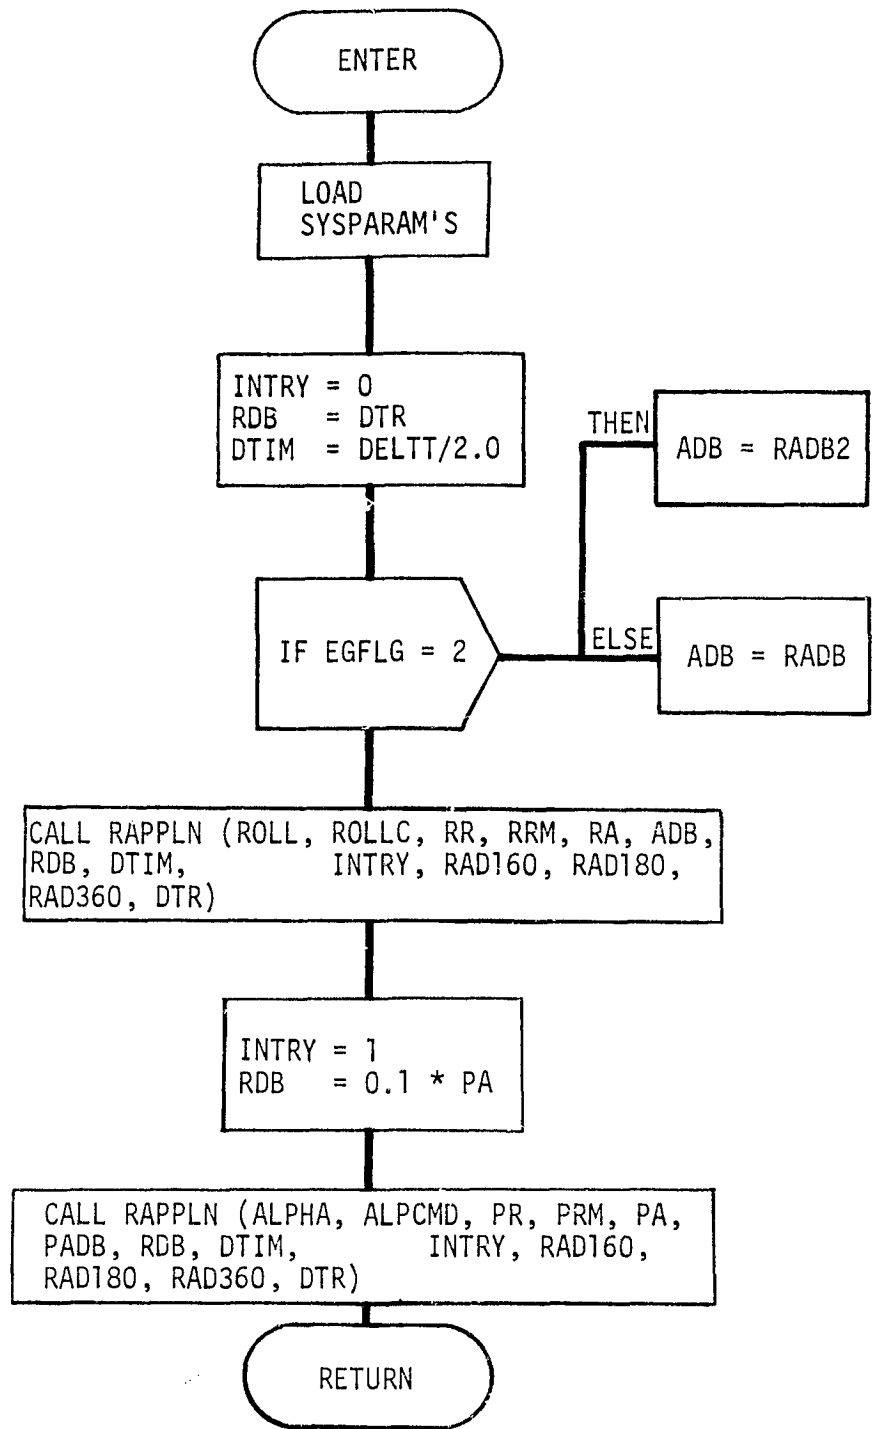 ENTER
LOAD
SYSPARAM'S
INTRY = 0
RDB = DTR
DTIM = DELTT/2.0
THEN
ADB = RADB2
IF EGFLG = 2
ELSE
ADB = RADB
CALL RAPPLN (ROLL, ROLLC, RR, RRM, RA, ADB,
RDB, DTIM, INTRY, RAD160, RAD180,
RAD360, DTR)
INTRY = 1
RDB = 0.1 * PA
CALL RAPPLN (ALPHA, ALPCMD, PR, PRM, PA,
PADB, RDB, DTIM, INTRY, RAD160,
RAD180, RAD360, DTR)
RETURN